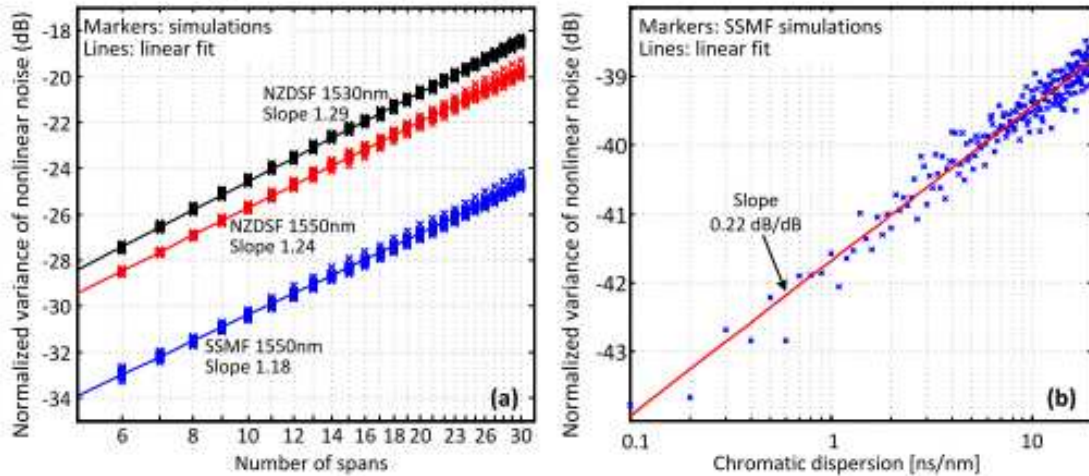 Normalized variance of nonlinear noise (dB)
-18
-20
-22
-24
-26
-28
-30
-32
-34
Markers: simulations
Lines: linear fit
NZDSF 1530nm
Slope 1.29
NZDSF 1550nm
Slope 1.24
SSMF 1550nm
Slope 1.18
(a)
6 7 8 9 10 11 12 13 14 15 16 18 20 23 26 30
Number of spans
Normalized variance of nonlinear noise (dB)
-38
-39
-40
-41
-42
-43
Markers: SSMF simulations
Lines: linear fit
Slope
0.22 dB/dB
(b)
0.1 1 10
Chromatic dispersion [ns/nm]